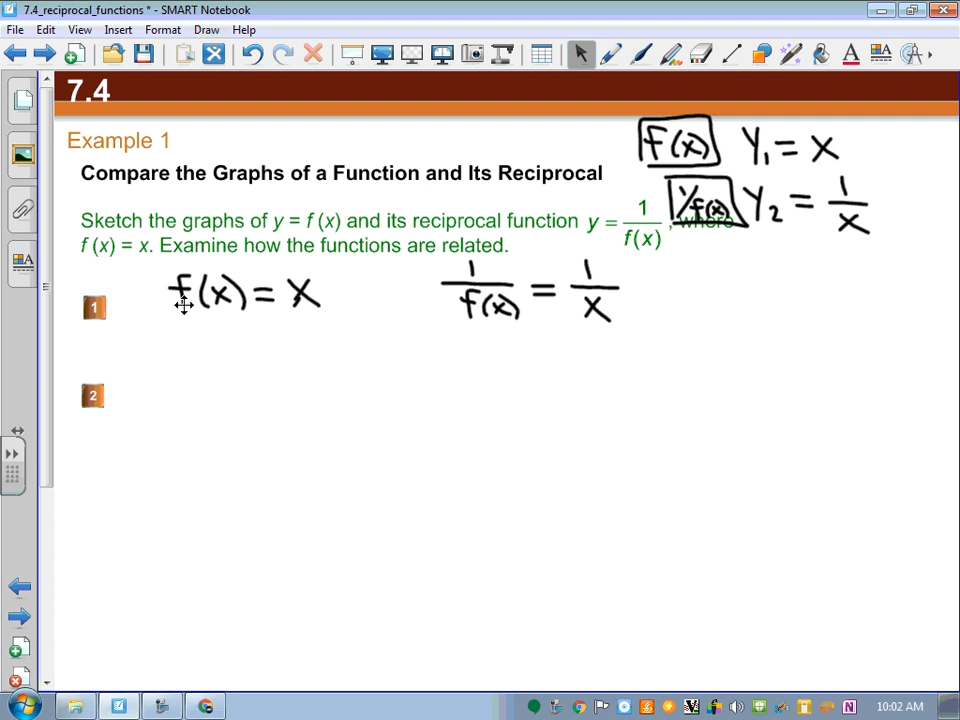 7.4_reciprocal_functions * - SMART Notebook
File Edit View Insert Format Draw Help
7.4
Example 1
f(x) Y₁ = x
Compare the Graphs of a Function and Its Reciprocal
1/f(x) Y₂ = 1/x
Sketch the graphs of y = f (x) and its reciprocal function y = 1/f(x) , where
f (x) = x. Examine how the functions are related.
f(x) = x 1/f(x) = 1/x
1
2
10:02 AM